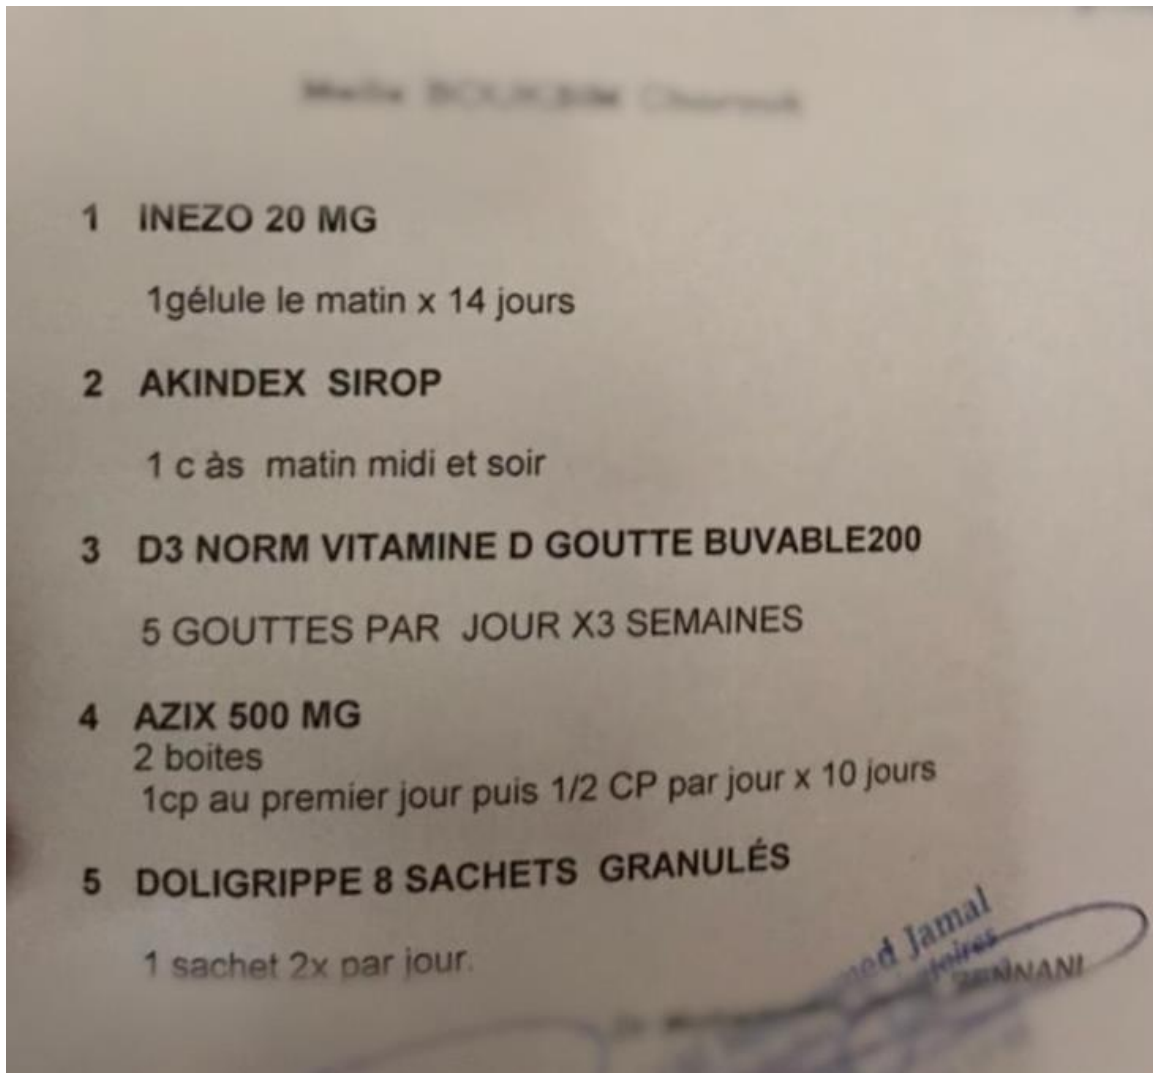 1 INEZO 20 MG
1gélule le matin x 14 jours
2 AKINDEX SIROP
1 c às matin midi et soir
3 D3 NORM VITAMINE D GOUTTE BUVABLE200
5 GOUTTES PAR JOUR X3 SEMAINES
4 AZIX 500 MG
2 boites
1cp au premier jour puis 1/2 CP par jour x 10 jours
5 DOLIGRIPPE 8 SACHETS GRANULÉS
1 sachet 2x par jour.
Jamal